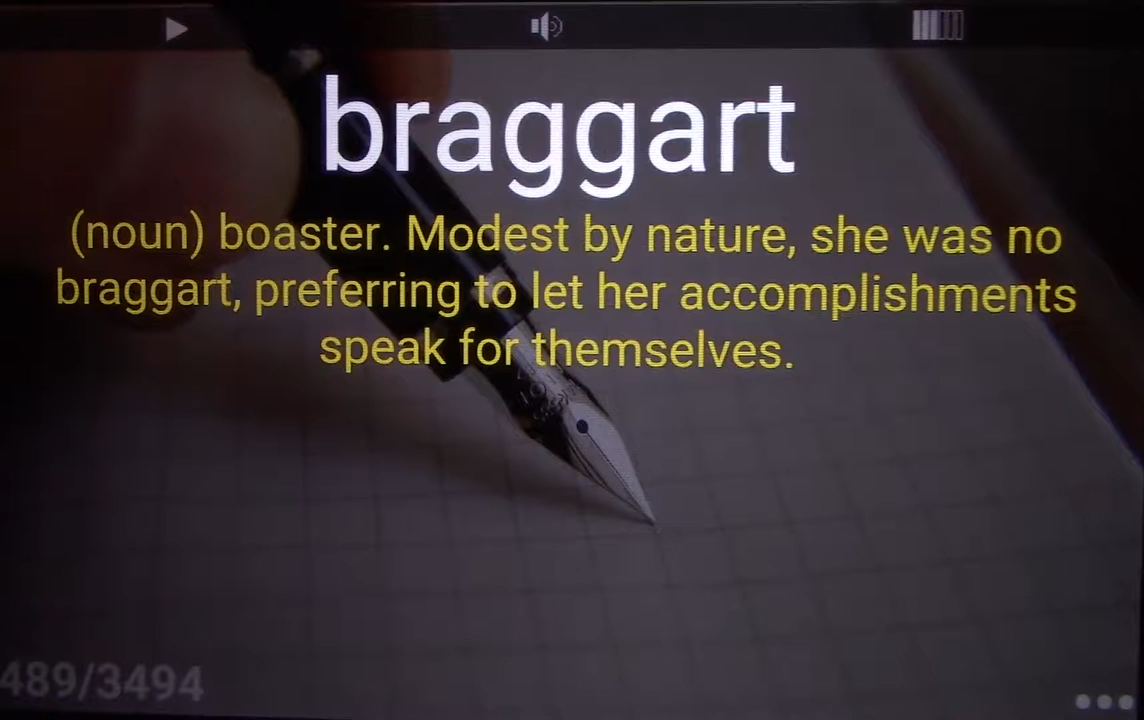 braggart
(noun) boaster. Modest by nature, she was no
braggart, preferring to let her accomplishments
speak for themselves.
489/3494